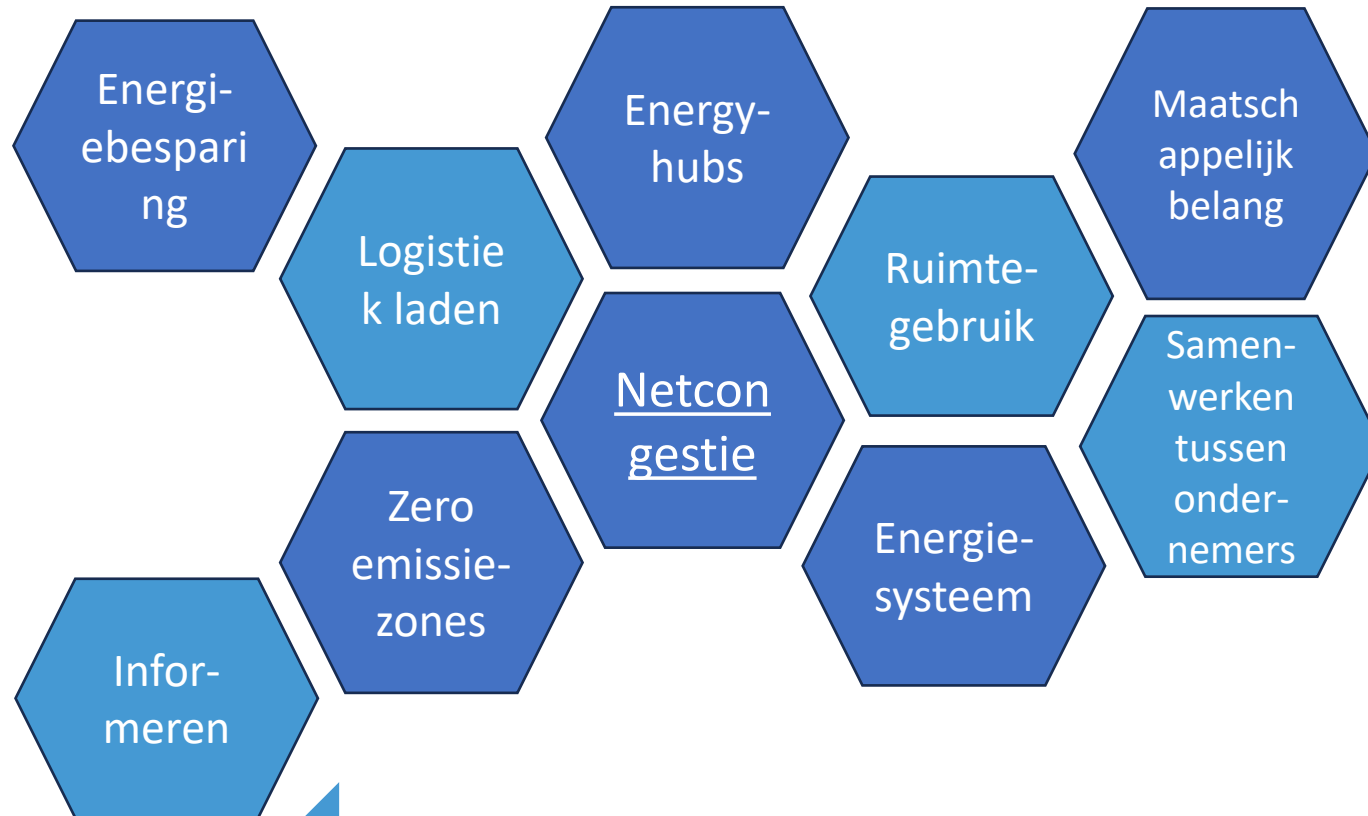 Energi-
ebespari
ng
Logistie
k laden
Energy-
hubs
Ruimte-
gebruik
Maatsch
appelijk
belang
Netcon
gestie
Samen-
werken
tussen
onder-
nemers
Zero
emissie-
zones
Energie-
systeem
Infor-
meren